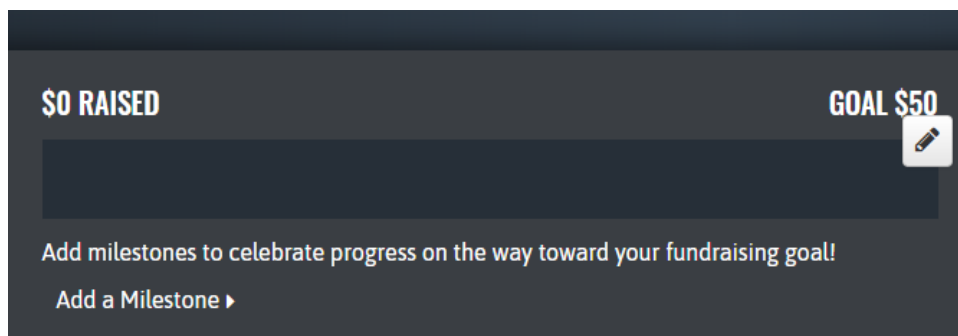 $0 RAISED
GOAL $50
Add milestones to celebrate progress on the way toward your fundraising goal!
Add a Milestone